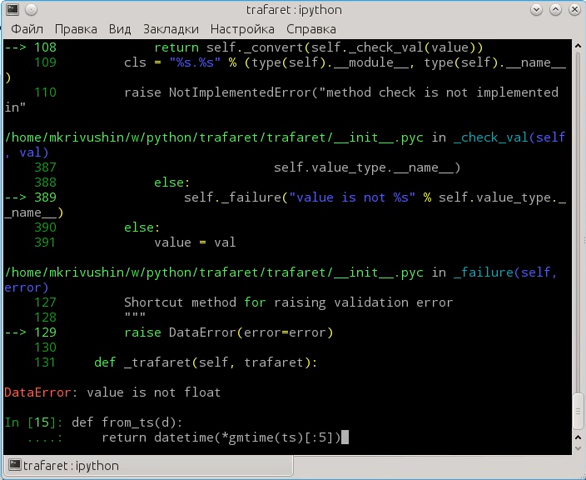 trafaret : ipython
Файл Правка Вид Закладки Настройка Справка
--> 108             return self._convert(self._check_val(value))
    109         cls = "%s.%s" % (type(self).__module__, type(self).__name__
)
    110         raise NotImplementedError("method check is not implemented
in"
/home/mkrivushin/w/python/trafaret/trafaret/__init__.pyc in _check_val(self
, val)
    387                             self.value_type.__name__)
    388             else:
--> 389                 self._failure("value is not %s" % self.value_type._
_name__)
    390         else:
    391             value = val
/home/mkrivushin/w/python/trafaret/trafaret/__init__.pyc in _failure(self,
error)
    127         Shortcut method for raising validation error
    128         """
--> 129         raise DataError(error=error)
    130
    131     def _trafaret(self, trafaret):
DataError: value is not float
In [15]: def from_ts(d):
   ....:     return datetime(*gmtime(ts)[:5])
trafaret : ipython